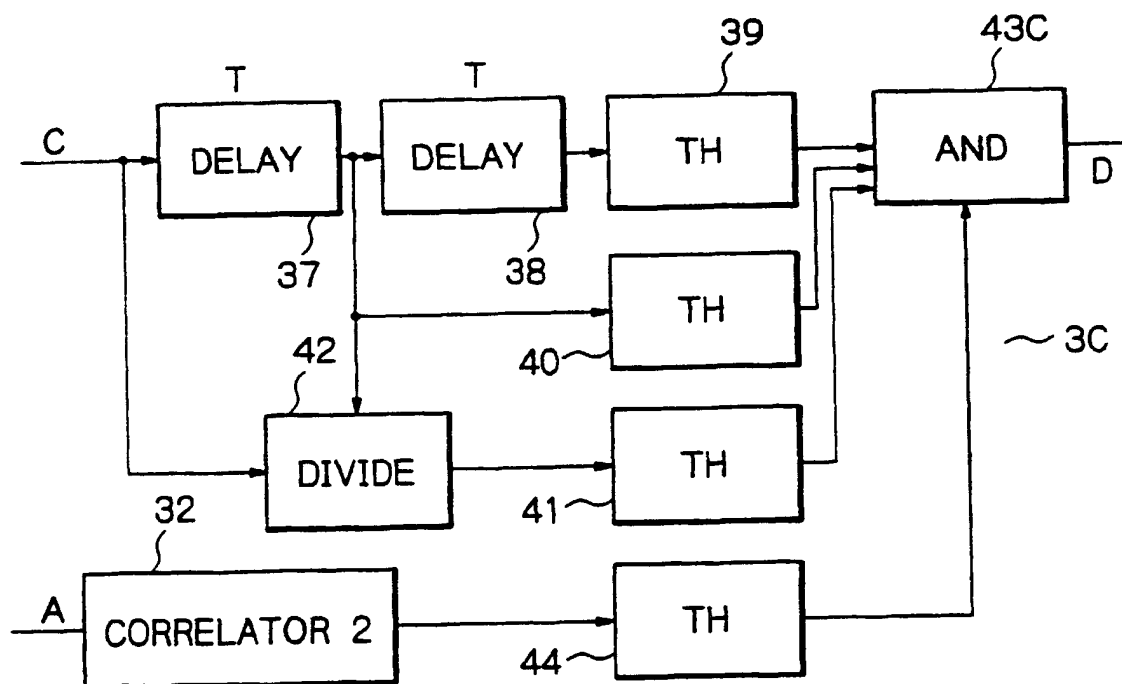 39
43C
T
T
C
DELAY
DELAY
TH
AND
D
37
38
TH
40
3C
42
DIVIDE
TH
41
32
A
CORRELATOR 2
TH
44